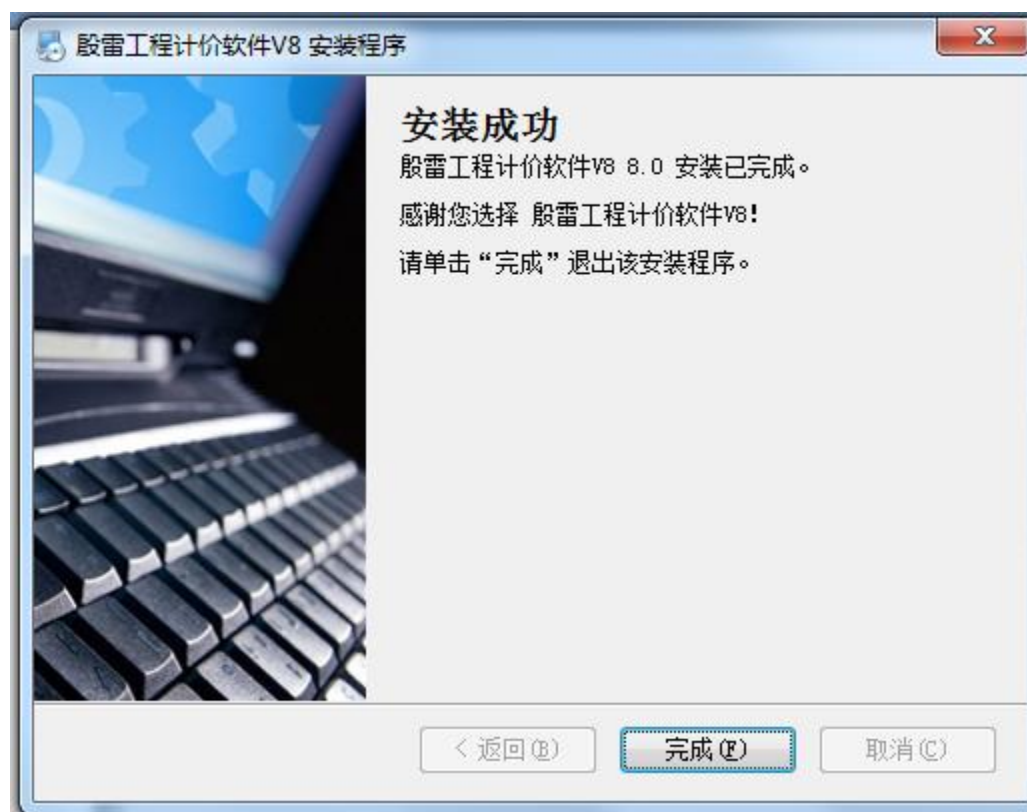 殷雷工程计价软件V8 安装程序
安装成功
殷雷工程计价软件V8 8.0 安装已完成。
感谢您选择 殷雷工程计价软件V8!
请单击“完成”退出该安装程序。
< 返回(B)
完成(F)
取消(C)